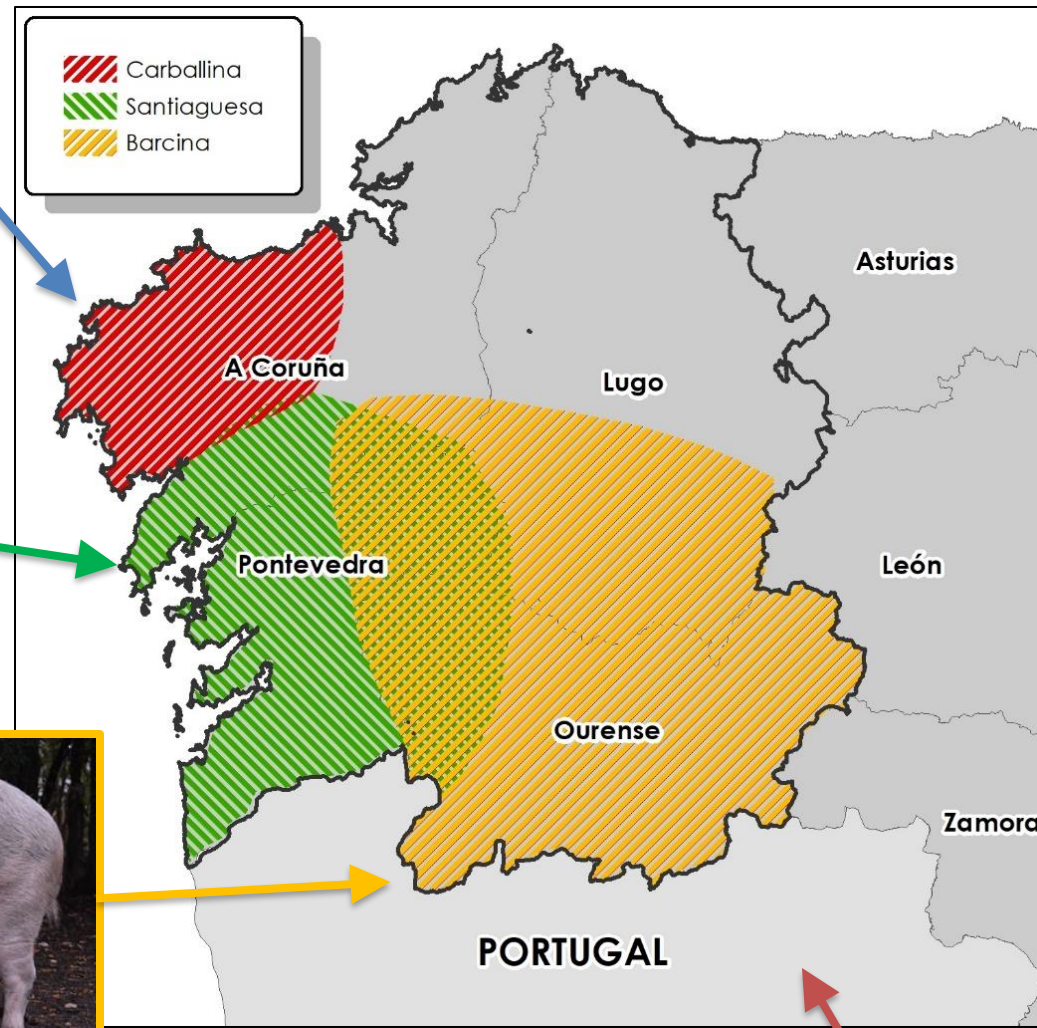 Carballina
Santiaguesa
Barcina
Asturias
A Coruña
Lugo
Pontevedra
León
Ourense
Zamora
PORTUGAL